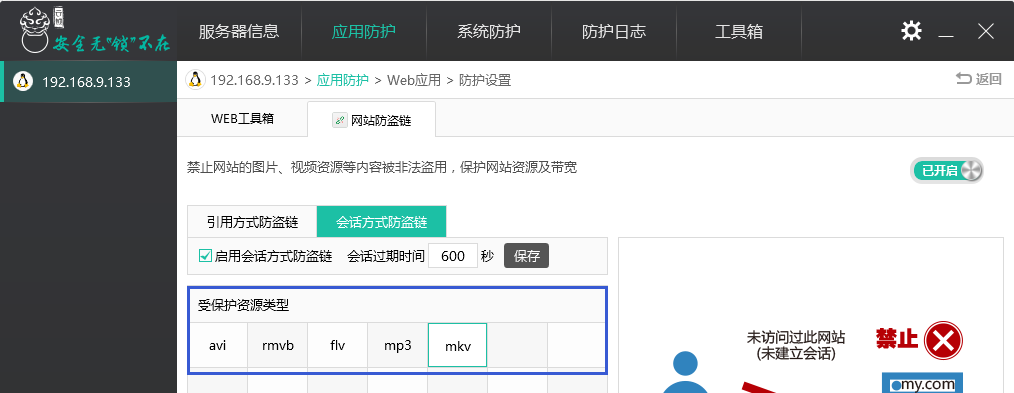 安全无"锁"不在
服务器信息 应用防护 系统防护 防护日志 工具箱
192.168.9.133
192.168.9.133 > 应用防护 > Web应用 > 防护设置 返回
WEB工具箱 网站防盗链
禁止网站的图片、视频资源等内容被非法盗用，保护网站资源及带宽 已开启
引用方式防盗链 会话方式防盗链
启用会话方式防盗链 会话过期时间 600 秒 保存
受保护资源类型
avi rmvb flv mp3 mkv
未访问过此网站
(未建立会话)
禁止
my.com